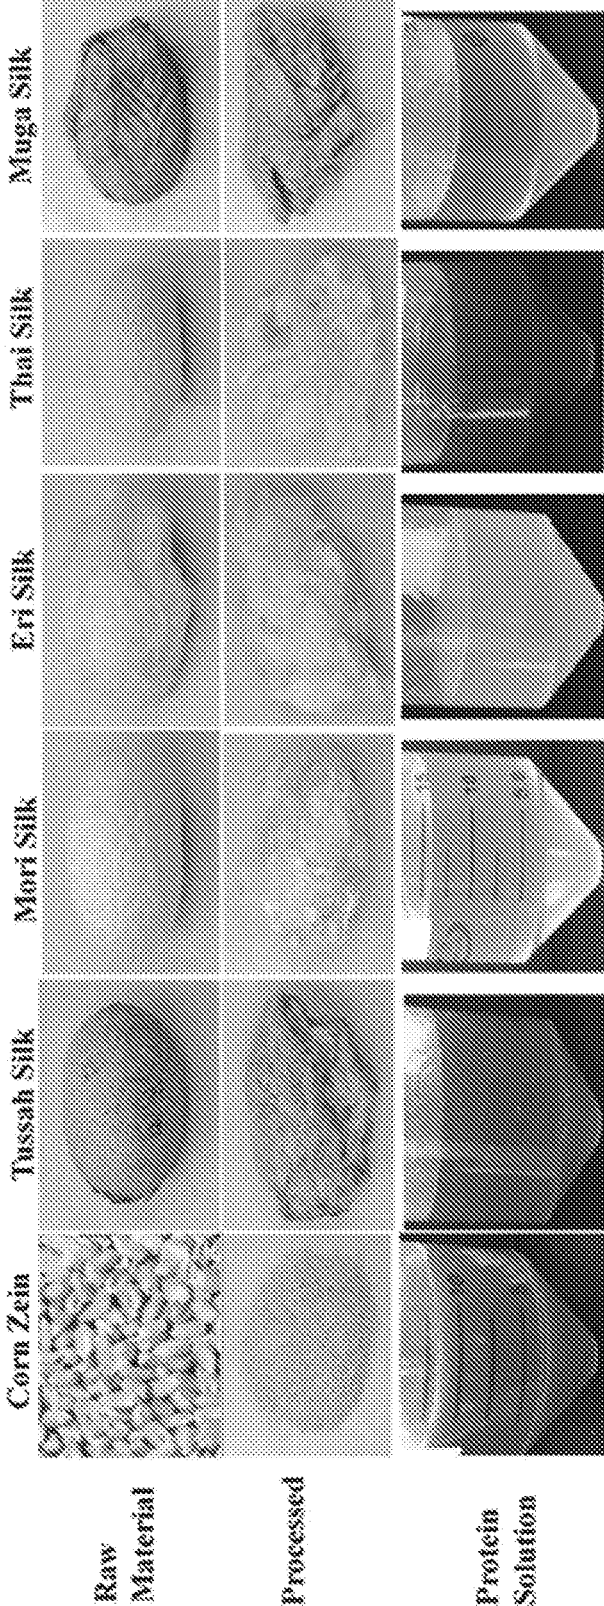 Corn Zein
Tussah Silk
Mori Silk
Eri Silk
Thai Silk
Muga Silk
Raw
Material
Processed
Protein
Solution